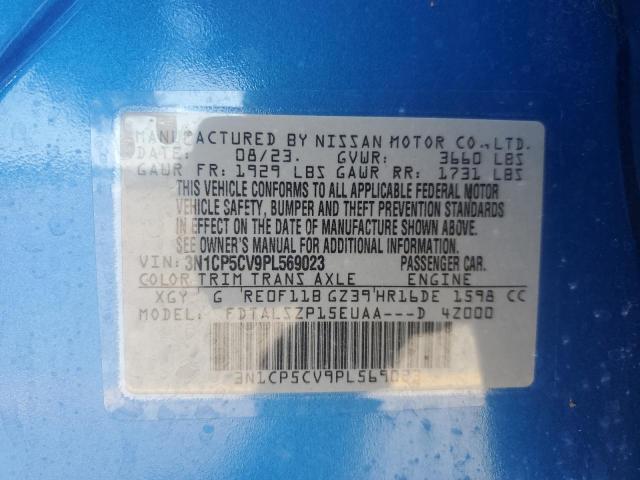 MANUFACTURED BY NISSAN MOTOR CO., LTD.
DATE: 08/23. GVWR: 3660 LBS
GAWR FR: 1929 LBS GAWR RR: 1731 LBS
THIS VEHICLE CONFORMS TO ALL APPLICABLE FEDERAL MOTOR
VEHICLE SAFETY, BUMPER AND THEFT PREVENTION STANDARDS
IN EFFECT ON THE DATE OF MANUFACTURE SHOWN ABOVE.
SEE OWNER'S MANUAL FOR ADDITIONAL INFORMATION.
VIN: 3N1CP5CV9PL569023 PASSENGER CAR.
COLOR TRIM TRANS AXLE ENGINE
XGY G RE0F11B GZ39 HR16DE 1598 CC
MODEL: FDTALSZP15EUAA---D 4Z000
3N1CP5CV9PL569023